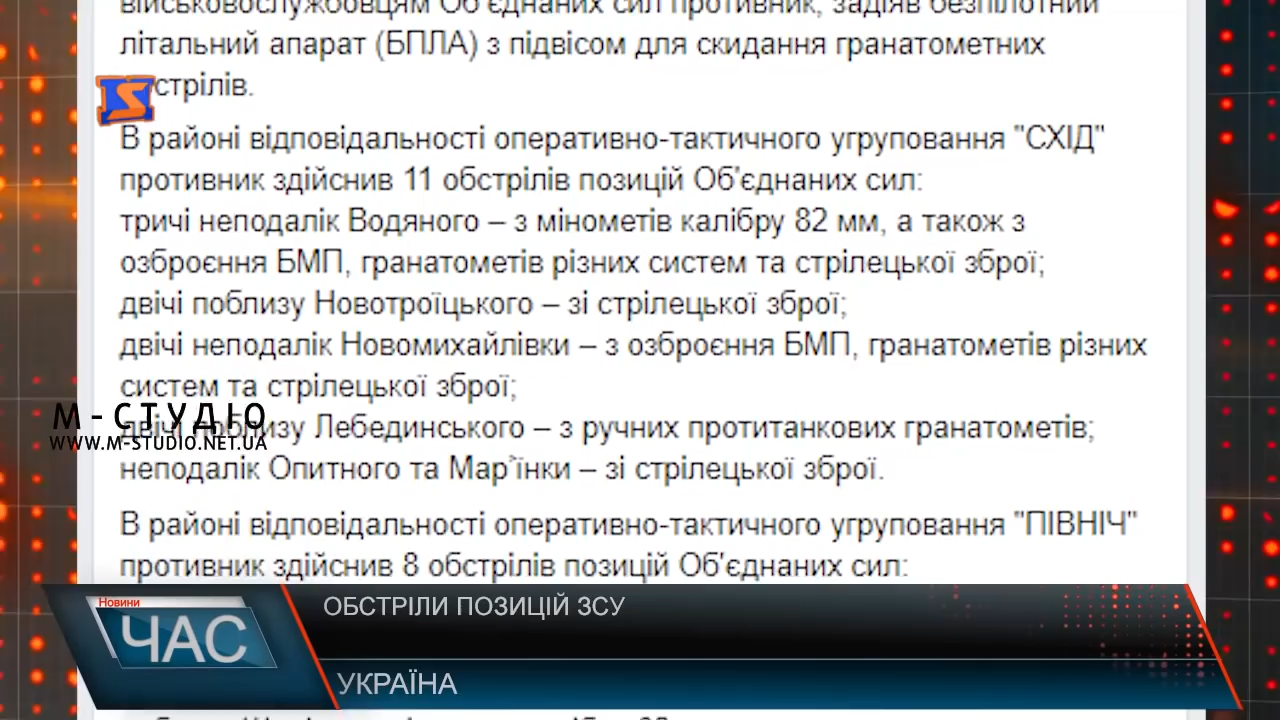 військовослужбовцям Об'єднаних сил противник, задіяв безпілотний
літальний апарат (БПЛА) з підвісом для скидання гранатометних
стрілів.
В районі відповідальності оперативно-тактичного угруповання "СХІД"
противник здійснив 11 обстрілів позицій Об'єднаних сил:
тричі неподалік Водяного – з мінометів калібру 82 мм, а також з
озброєння БМП, гранатометів різних систем та стрілецької зброї;
двічі поблизу Новотроїцького – зі стрілецької зброї;
двічі неподалік Новомихайлівки – з озброєння БМП, гранатометів різних
систем та стрілецької зброї;
М-СТУДІО
двічі поблизу Лебединського – з ручних протитанкових гранатометів;
WWW.M-STUDIO.NET.UA
неподалік Опитного та Мар`їнки – зі стрілецької зброї.
В районі відповідальності оперативно-тактичного угруповання "ПІВНІЧ"
противник здійснив 8 обстрілів позицій Об'єднаних сил:
Новини
ЧАС
ОБСТРІЛИ ПОЗИЦІЙ ЗСУ
УКРАЇНА